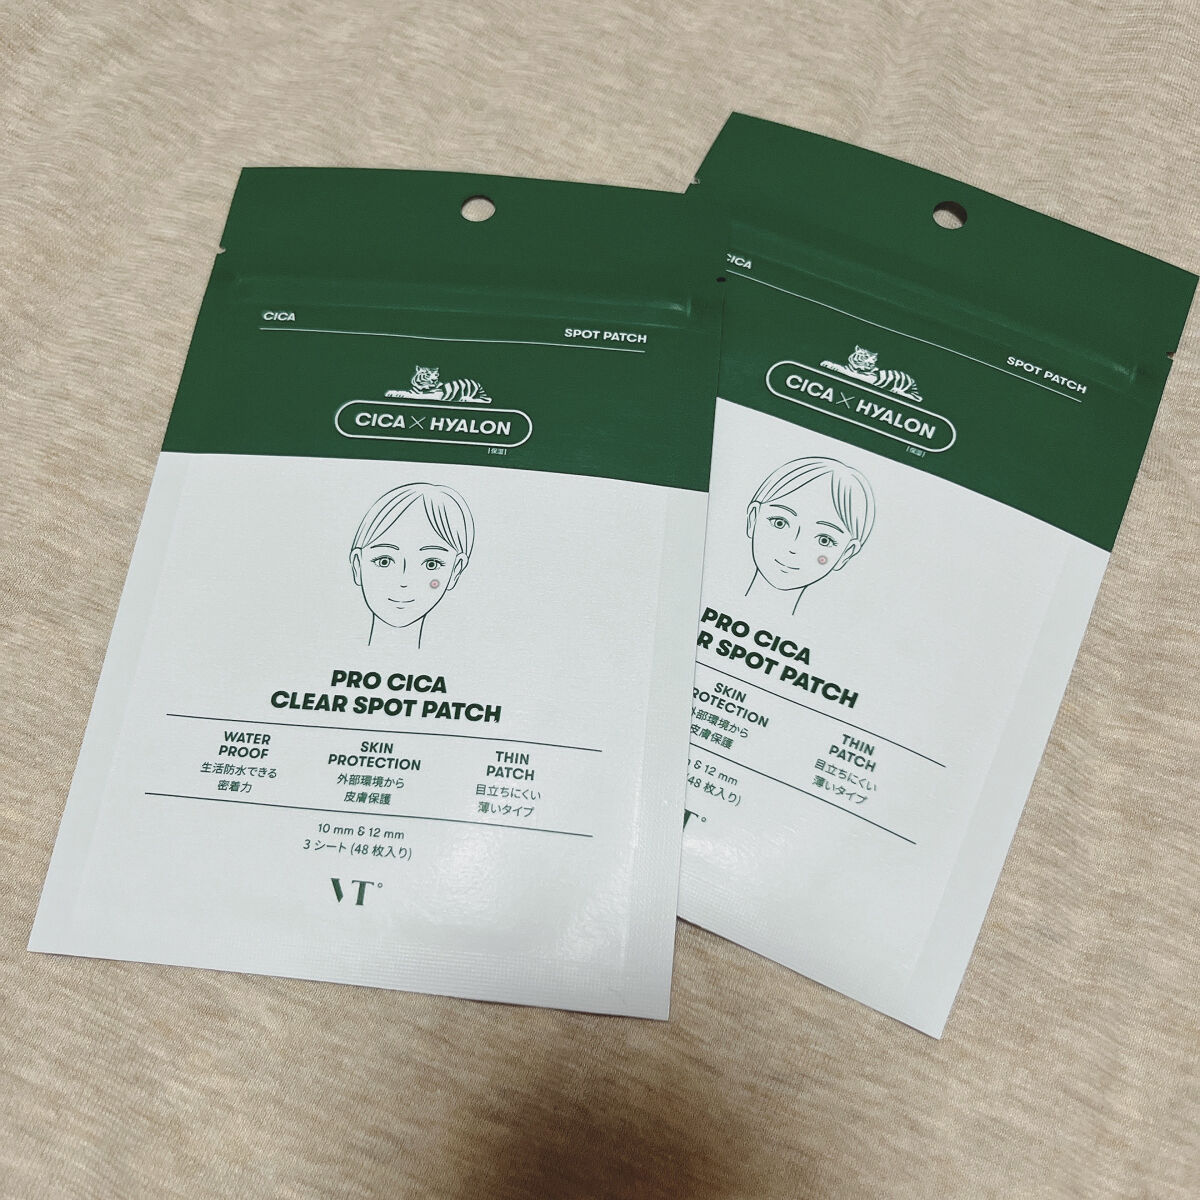 CICA
SPOT PATCH
CICA × HYALON
[保湿]
PRO CICA
CLEAR SPOT PATCH
WATER
PROOF
生活防水できる
密着力
SKIN
PROTECTION
外部環境から
皮膚保護
THIN
PATCH
目立ちにくい
薄いタイプ
10 mm & 12 mm
3 シート (48 枚入り)
VT°
CICA
SPOT PATCH
CICA × HYALON
[保湿]
PRO CICA
R SPOT PATCH
SKIN
ROTECTION
外部環境から
皮膚保護
THIN
PATCH
目立ちにくい
薄いタイプ
& 12 mm
(48 枚入り)
T°